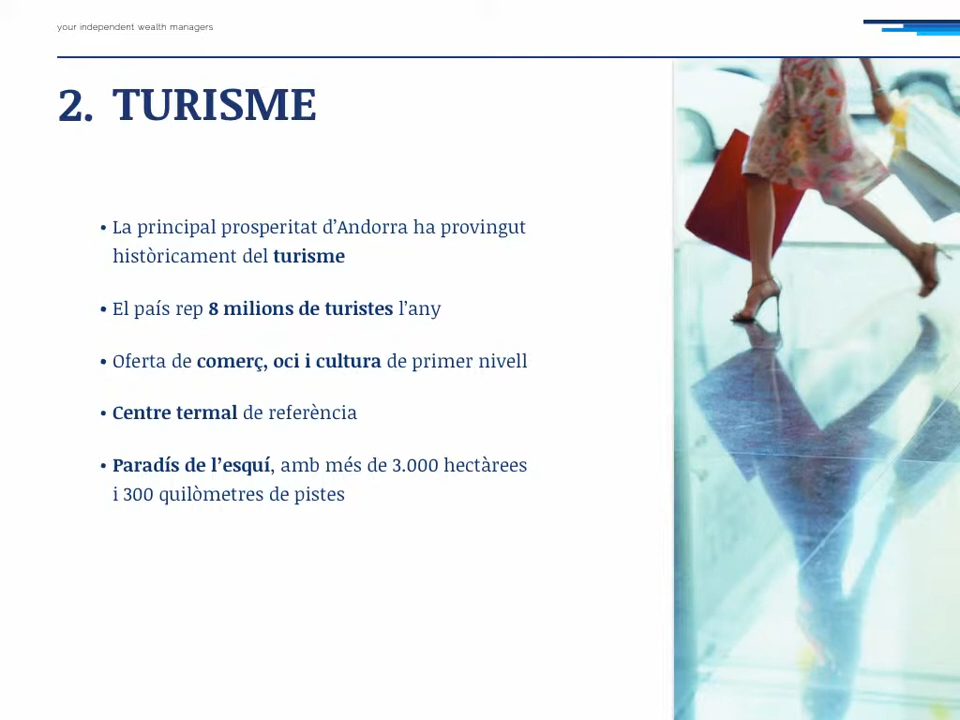 your independent wealth managers
2. TURISME
• La principal prosperitat d’Andorra ha provingut
històricament del turisme
• El país rep 8 milions de turistes l’any
• Oferta de comerç, oci i cultura de primer nivell
• Centre termal de referència
• Paradís de l’esquí, amb més de 3.000 hectàrees
i 300 quilòmetres de pistes